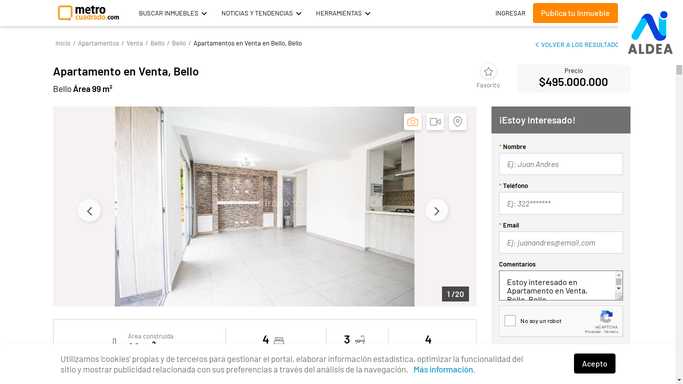 metro
cuadrado.com
BUSCAR INMUEBLES
NOTICIAS Y TENDENCIAS
HERRAMIENTAS
INGRESAR
Publica tu Inmueble
AI
ALDEA
Inicio / Apartamentos / Venta / Bello / Bello / Apartamentos en Venta en Bello, Bello
VOLVER A LOS RESULTADO
Apartamento en Venta, Bello
Bello Área 99 m²
Favorito
Precio
$495.000.000
1 / 20
¡Estoy Interesado!
* Nombre
Ej: Juan Andres
* Teléfono
Ej: 322*******
* Email
Ej: juanandres@email.com
Comentarios
Estoy interesado en
Apartamento en Venta,
Bello, Bello
No soy un robot
reCAPTCHA
Privacidad - Términos
Área construida
4
3
4
Utilizamos 'cookies' propias y de terceros para gestionar el portal, elaborar información estadística, optimizar la funcionalidad del
sitio y mostrar publicidad relacionada con sus preferencias a través del análisis de la navegación. Más información.
Acepto